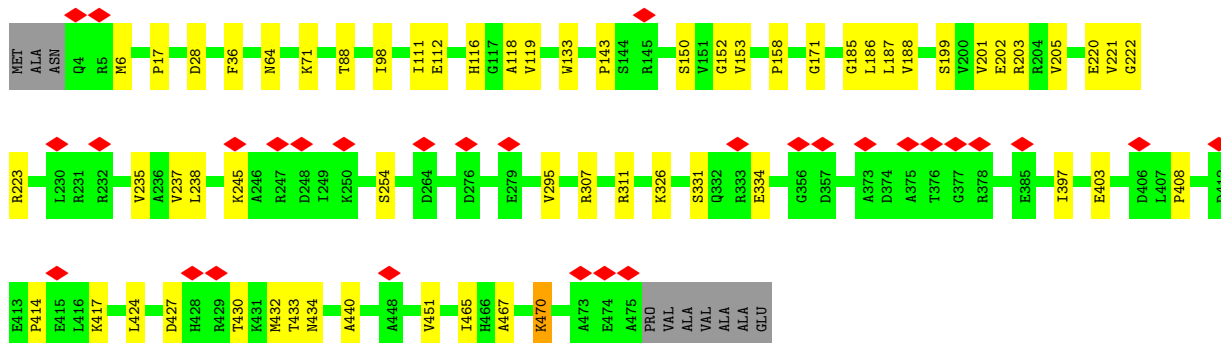 MET ALA ASN Q4 R5 M6 P17 D28 F36 N64 K71 T88 I98 I111 E112 H116 G117 A118 V119 W133 P143 S144 R145 S150 V151 G152 V153 P158 G171 G185 L186 L187 V188 S199 V200 V201 E202 R203 R204 V205 E220 V221 G222
R223 L230 R231 R232 V235 A236 V237 L238 K245 A246 R247 D248 I249 K250 S254 D264 D276 E279 V295 R307 R311 K326 S331 Q332 R333 E334 G356 D357 A373 D374 A375 T376 G377 R378 E385 I397 E403 D406 L407 P408
E413 P414 E415 L416 K417 L424 D427 H428 R429 T430 K431 M432 T433 N434 A440 A448 V451 I465 H466 A467 K470 A473 E474 A475 PRO VAL ALA VAL ALA ALA GLU